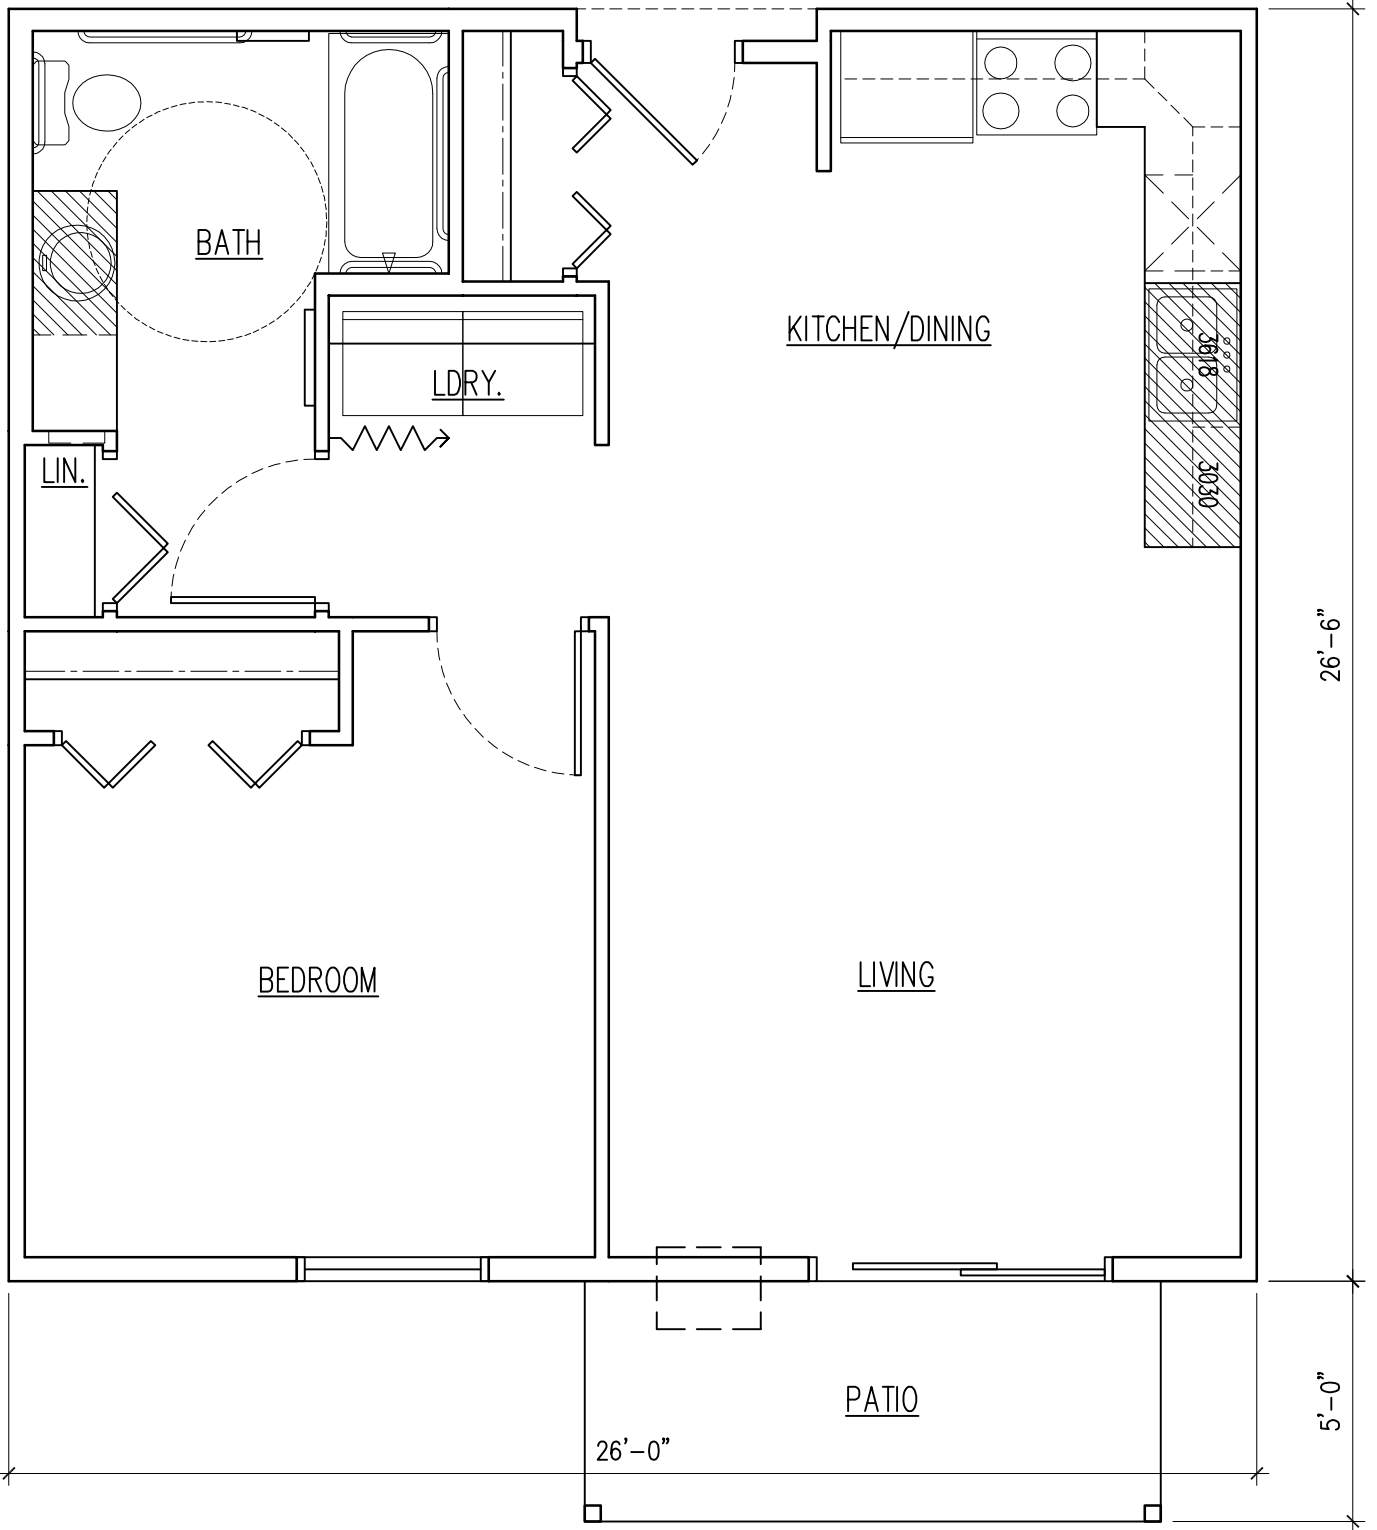 BATH
KITCHEN/DINING
3618
LDRY.
LIN.
3030
26'-6"
BEDROOM
LIVING
PATIO
5'-0"
26'-0"